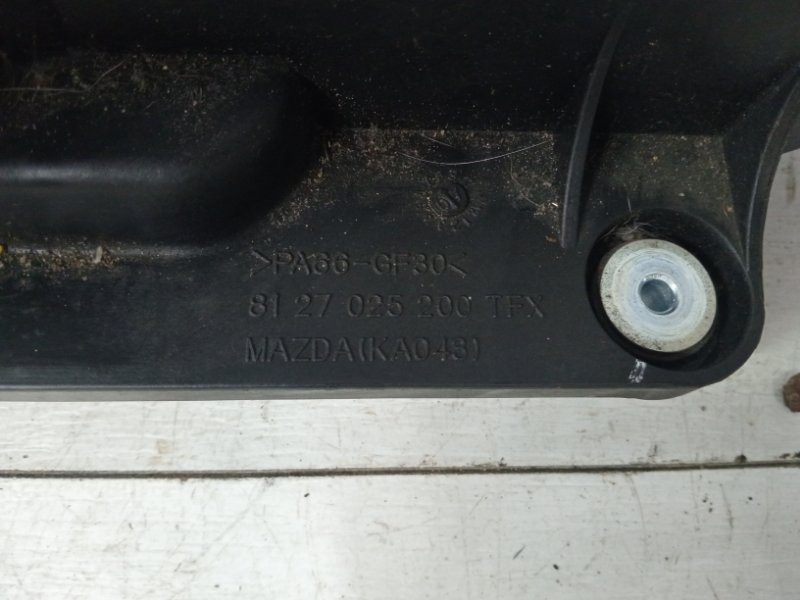 >PA66-GF30<
81 27 025 200 TFX
MAZDA(KA043)